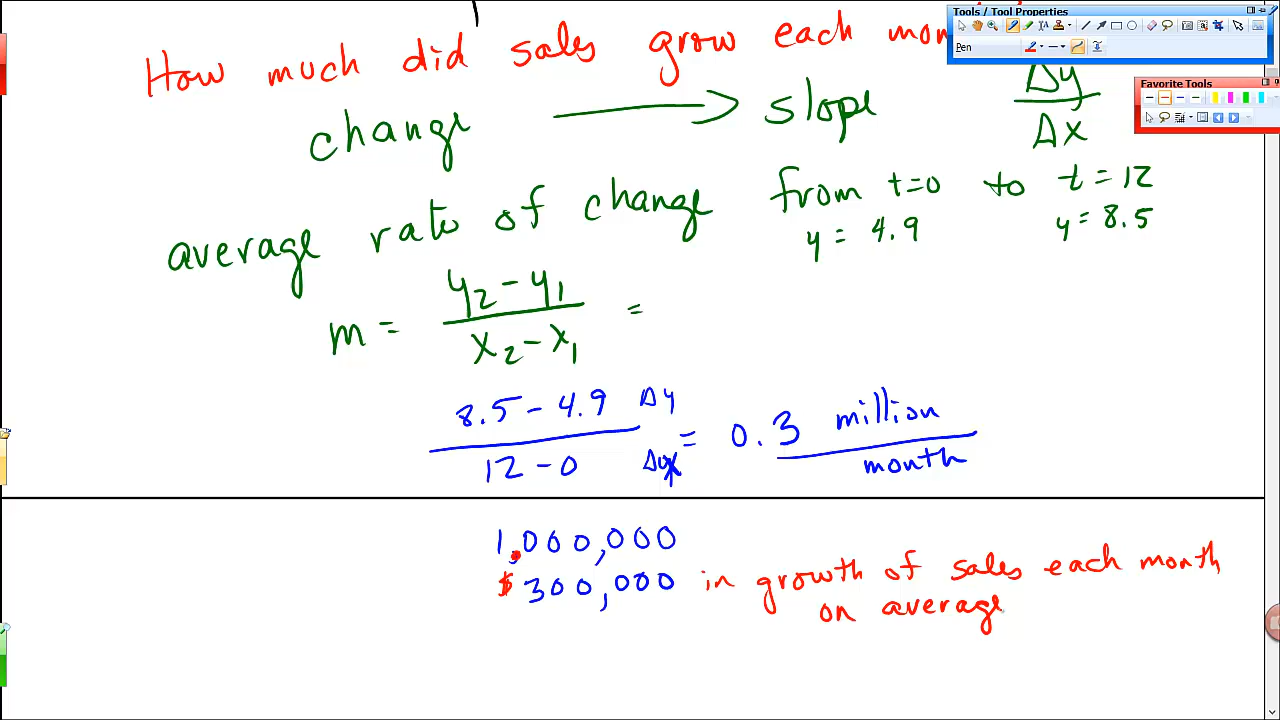 Tools / Tool Properties
Pen
Favorite Tools
How much did sales grow each
change → slope Δy/Δx
average rate of change from t=0 to t=12
y = 4.9 y = 8.5
m = (y₂ - y₁)/(x₂ - x₁) =
(8.5 - 4.9)/(12 - 0) Δy/Δx = 0.3 million/month
1,000,000
$300,000 in growth of sales each month
on average